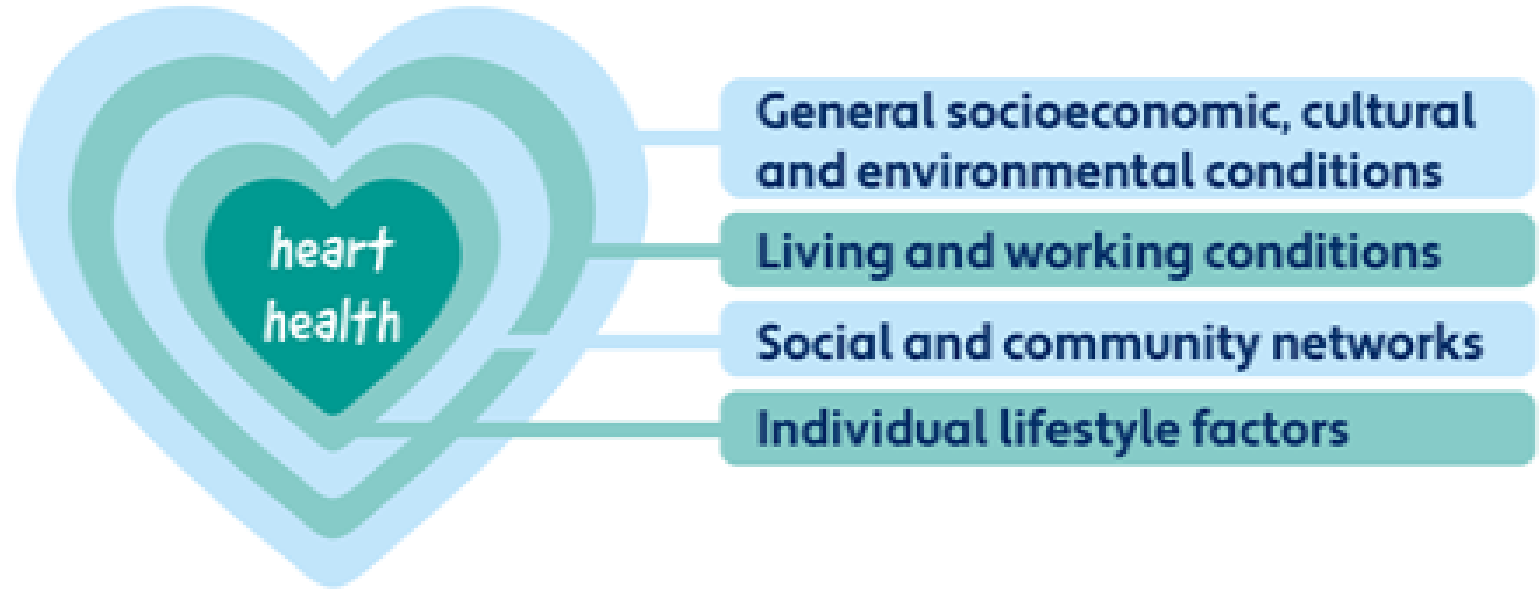 heart
health
General socioeconomic, cultural
and environmental conditions
Living and working conditions
Social and community networks
Individual lifestyle factors